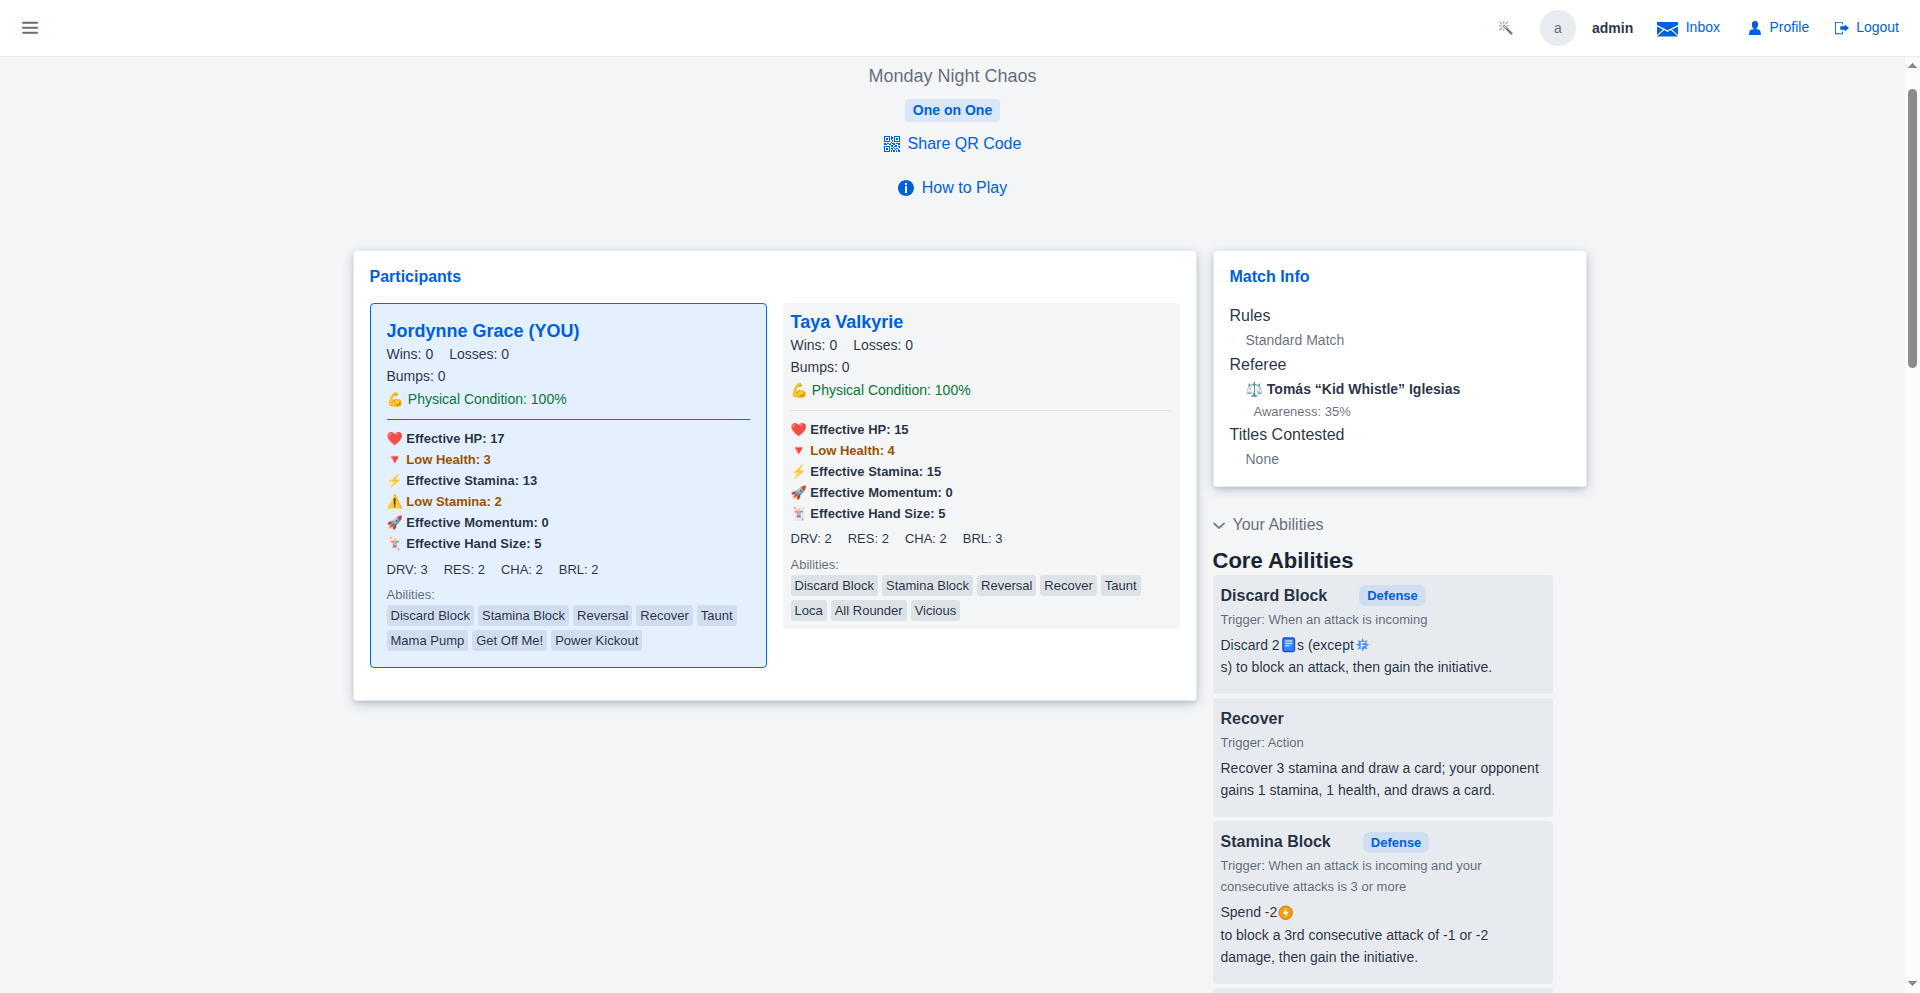 a admin Inbox Profile Logout
Monday Night Chaos
One on One
Share QR Code
How to Play
Participants
Jordynne Grace (YOU)
Wins: 0 Losses: 0
Bumps: 0
💪 Physical Condition: 100%
❤️ Effective HP: 17
🔻 Low Health: 3
⚡ Effective Stamina: 13
⚠️ Low Stamina: 2
🚀 Effective Momentum: 0
🃏 Effective Hand Size: 5
DRV: 3 RES: 2 CHA: 2 BRL: 2
Abilities:
Discard Block Stamina Block Reversal Recover Taunt
Mama Pump Get Off Me! Power Kickout
Taya Valkyrie
Wins: 0 Losses: 0
Bumps: 0
💪 Physical Condition: 100%
❤️ Effective HP: 15
🔻 Low Health: 4
⚡ Effective Stamina: 15
🚀 Effective Momentum: 0
🃏 Effective Hand Size: 5
DRV: 2 RES: 2 CHA: 2 BRL: 3
Abilities:
Discard Block Stamina Block Reversal Recover Taunt
Loca All Rounder Vicious
Match Info
Rules
Standard Match
Referee
⚖️ Tomás “Kid Whistle” Iglesias
Awareness: 35%
Titles Contested
None
Your Abilities
Core Abilities
Discard Block Defense
Trigger: When an attack is incoming
Discard 2 s (except
s) to block an attack, then gain the initiative.
Recover
Trigger: Action
Recover 3 stamina and draw a card; your opponent
gains 1 stamina, 1 health, and draws a card.
Stamina Block Defense
Trigger: When an attack is incoming and your
consecutive attacks is 3 or more
Spend -2
to block a 3rd consecutive attack of -1 or -2
damage, then gain the initiative.